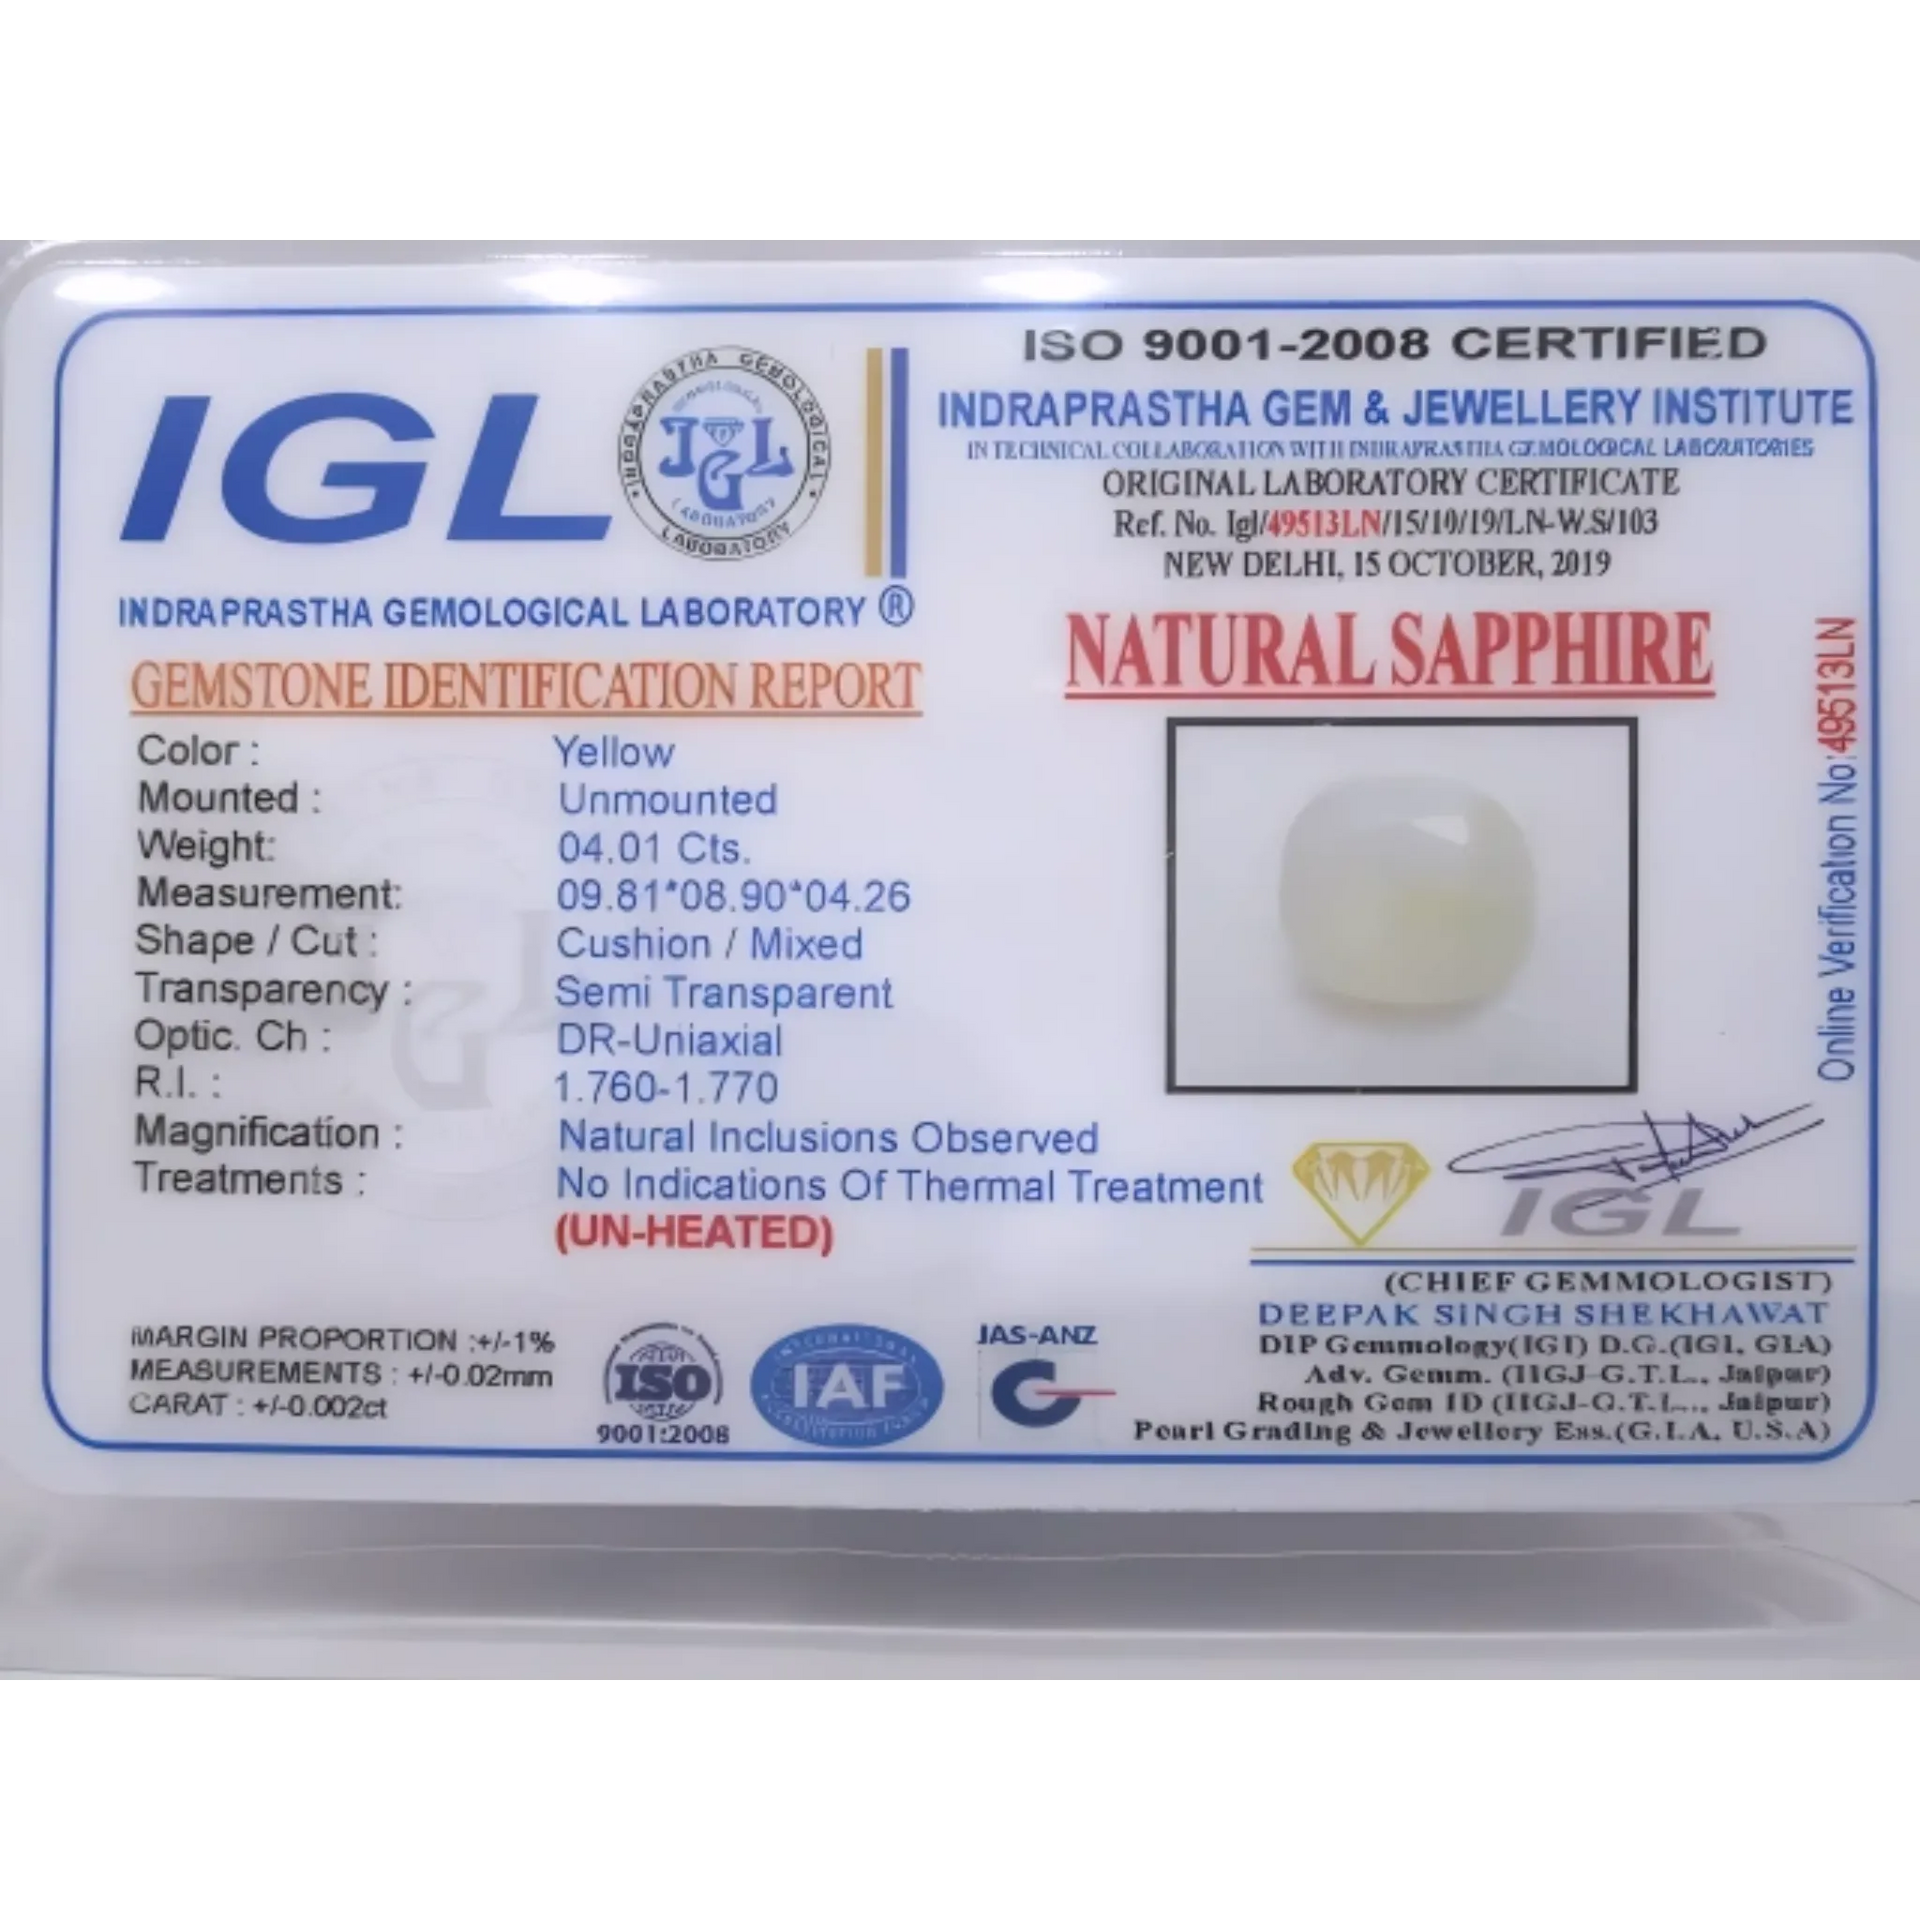 IGL
INDRAPRASTHA GEMOLOGICAL LABORATORY
IGL
INDRAPRASTHA GEMOLOGICAL LABORATORY ®
GEMSTONE IDENTIFICATION REPORT
Color : Yellow
Mounted : Unmounted
Weight: 04.01 Cts.
Measurement: 09.81*08.90*04.26
Shape / Cut : Cushion / Mixed
Transparency : Semi Transparent
Optic. Ch : DR-Uniaxial
R.I. : 1.760-1.770
Magnification : Natural Inclusions Observed
Treatments : No Indications Of Thermal Treatment
(UN-HEATED)
MARGIN PROPORTION :+/-1%
MEASUREMENTS : +/-0.02mm
CARAT : +/-0.002ct
ISO
9001:2008
IAF
JAS-ANZ
ISO 9001-2008 CERTIFIED
INDRAPRASTHA GEM & JEWELLERY INSTITUTE
IN TECHNICAL COLLABORATION WITH INDRAPRASTHA GEMOLOGICAL LABORATORIES
ORIGINAL LABORATORY CERTIFICATE
Ref. No. Igl/49513LN/15/10/19/LN-W.S/103
NEW DELHI, 15 OCTOBER, 2019
NATURAL SAPPHIRE
Online Verification No:49513LN
IGL
(CHIEF GEMMOLOGIST)
DEEPAK SINGH SHEKHAWAT
DIP Gemmology(IGI) D.G.(IGI, GIA)
Adv. Gemm. (IIGJ-G.T.L., Jaipur)
Rough Gem ID (IIGJ-G.T.L., Jaipur)
Pearl Grading & Jewellery Ess.(G.I.A. U.S.A)